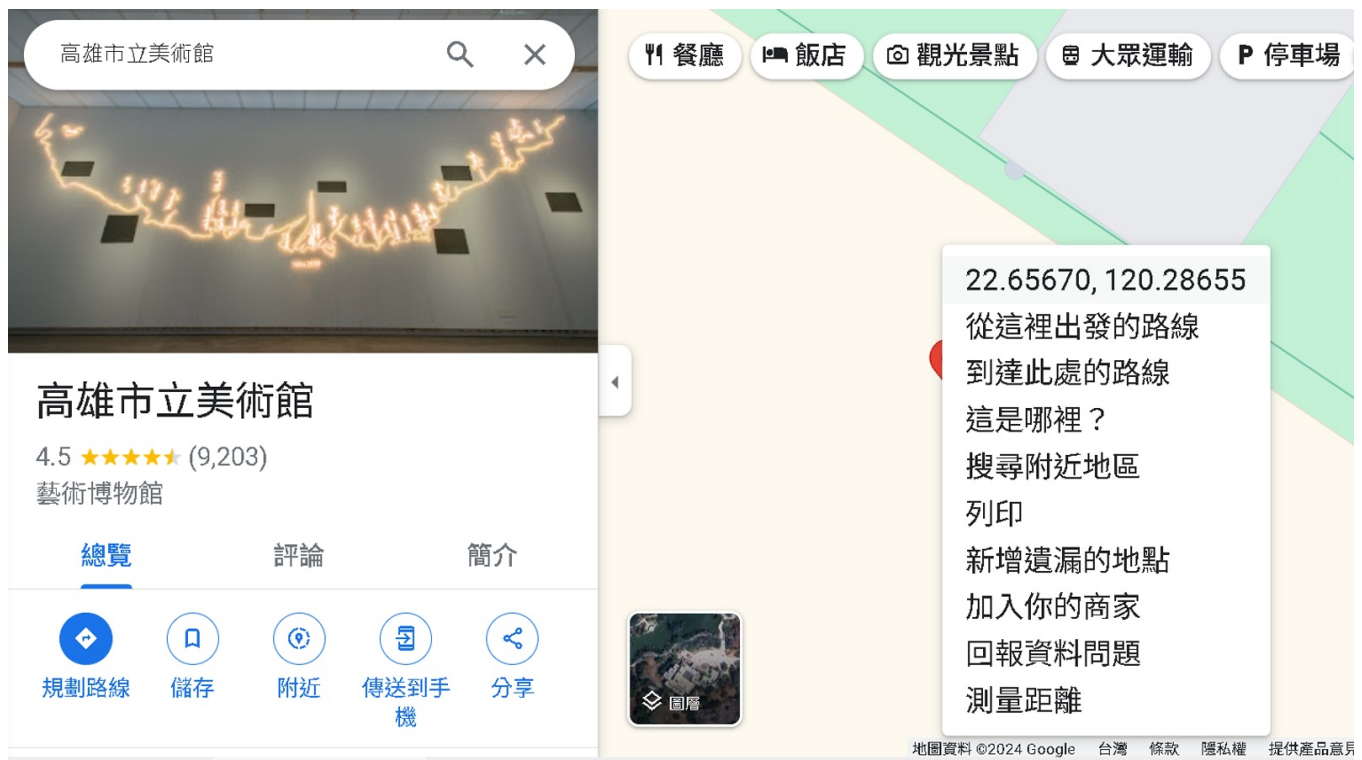 高雄市立美術館
餐廳
飯店
觀光景點
大眾運輸
P 停車場
高雄市立美術館
4.5 (9,203)
藝術博物館
總覽 評論 簡介
規劃路線 儲存 附近 傳送到手機 分享
22.65670, 120.28655
從這裡出發的路線
到達此處的路線
這是哪裡？
搜尋附近地區
列印
新增遺漏的地點
加入你的商家
回報資料問題
測量距離
圖層
地圖資料 ©2024 Google 台灣 條款 隱私權 提供產品意見